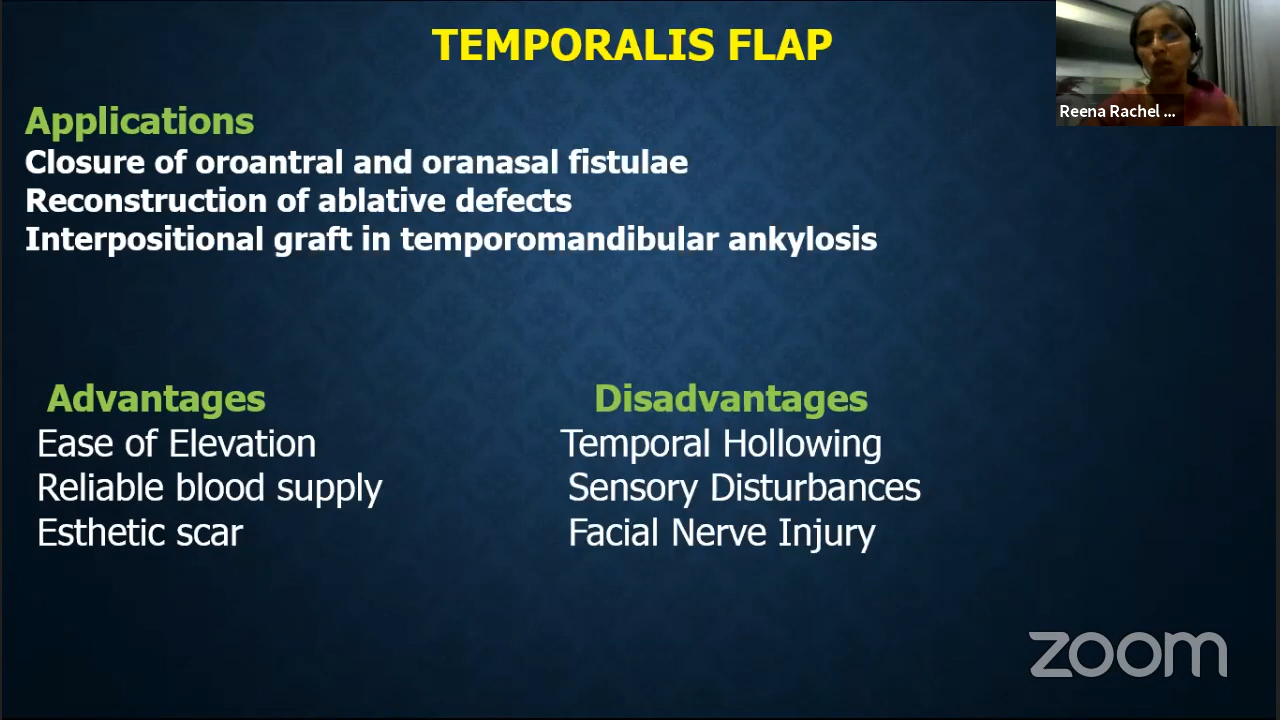 TEMPORALIS FLAP
Reena Rachel ...
Applications
Closure of oroantral and oranasal fistulae
Reconstruction of ablative defects
Interpositional graft in temporomandibular ankylosis
Advantages
Ease of Elevation
Reliable blood supply
Esthetic scar
Disadvantages
Temporal Hollowing
Sensory Disturbances
Facial Nerve Injury
zoom